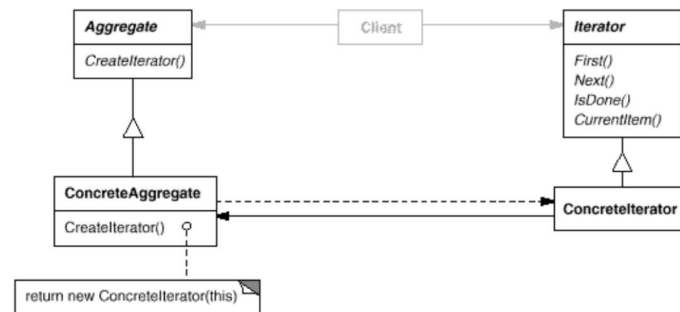 Aggregate
CreateIterator()
Client
Iterator
First()
Next()
IsDone()
CurrentItem()
ConcreteAggregate
CreateIterator()
ConcreteIterator
return new ConcreteIterator(this)